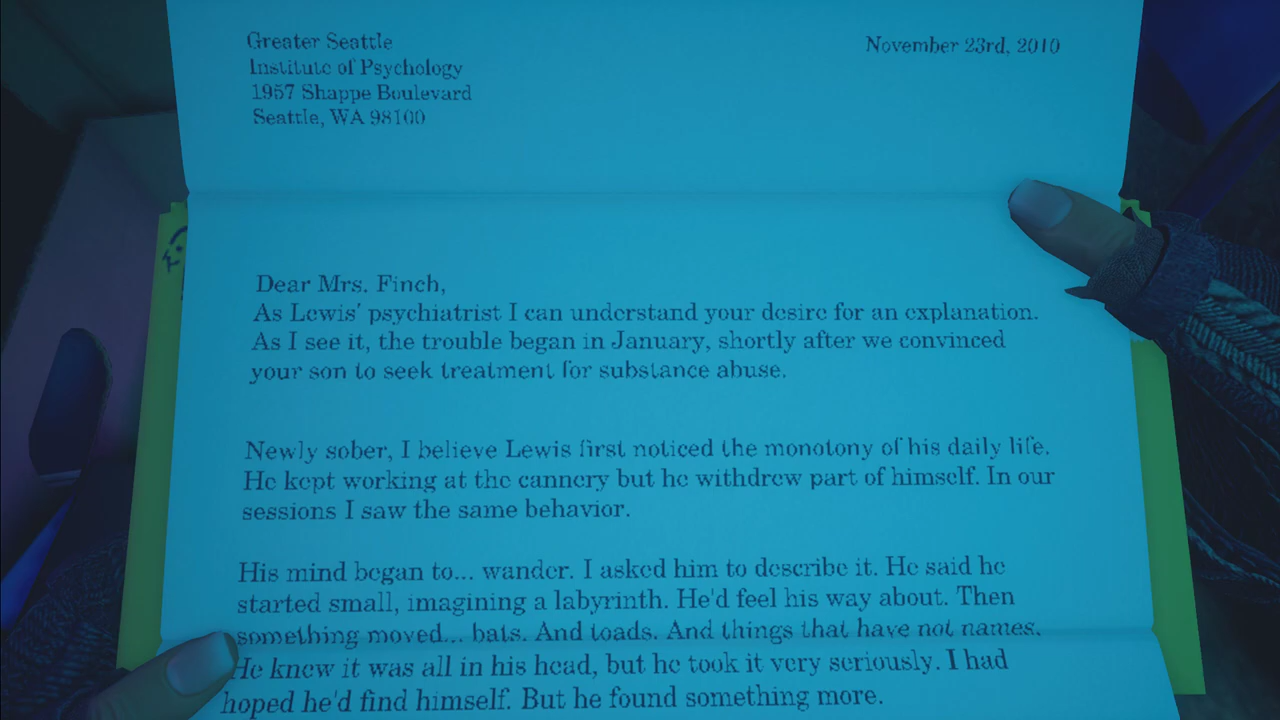 Greater Seattle
November 23rd, 2010
Institute of Psychology
1957 Shappe Boulevard
Seattle, WA 98100
Dear Mrs. Finch,
As Lewis' psychiatrist I can understand your desire for an explanation.
As I see it, the trouble began in January, shortly after we convinced
your son to seek treatment for substance abuse.
Newly sober, I believe Lewis first noticed the monotony of his daily life.
He kept working at the cannery but he withdrew part of himself. In our
sessions I saw the same behavior.
His mind began to... wander. I asked him to describe it. He said he
started small, imagining a labyrinth. He'd feel his way about. Then
something moved... bats. And toads. And things that have not names.
He knew it was all in his head, but he took it very seriously. I had
hoped he'd find himself. But he found something more.